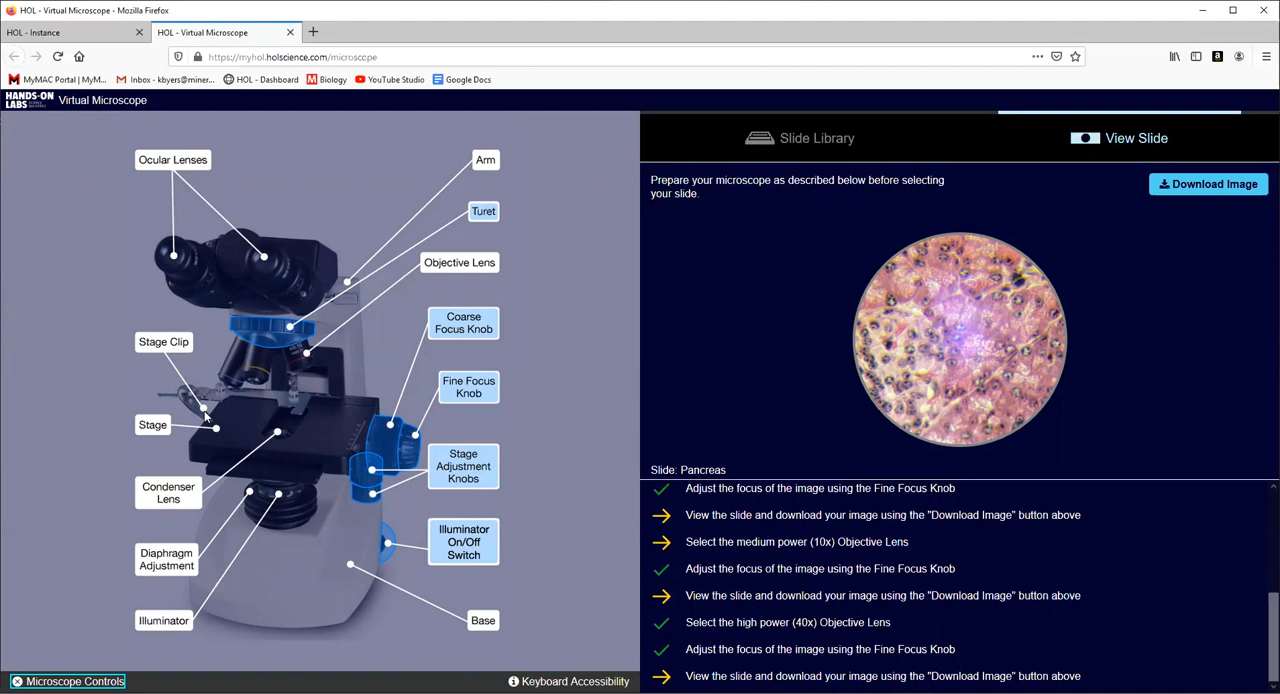 HOL - Virtual Microscope - Mozilla Firefox
HOL - Instance
HOL - Virtual Microscope
https://myhol.holscience.com/microscope
MyMAC Portal | MyM...
Inbox - kbyers@miner...
HOL - Dashboard
Biology
YouTube Studio
Google Docs
HANDS-ON
LABS
Virtual Microscope
Slide Library
View Slide
Prepare your microscope as described below before selecting
your slide.
Download Image
Ocular Lenses
Arm
Turet
Objective Lens
Coarse
Focus Knob
Stage Clip
Fine Focus
Knob
Stage
Stage
Adjustment
Knobs
Condenser
Lens
Illuminator
On/Off
Switch
Diaphragm
Adjustment
Illuminator
Base
Slide: Pancreas
Adjust the focus of the image using the Fine Focus Knob
View the slide and download your image using the "Download Image" button above
Select the medium power (10x) Objective Lens
Adjust the focus of the image using the Fine Focus Knob
View the slide and download your image using the "Download Image" button above
Select the high power (40x) Objective Lens
Adjust the focus of the image using the Fine Focus Knob
View the slide and download your image using the "Download Image" button above
Microscope Controls
Keyboard Accessibility